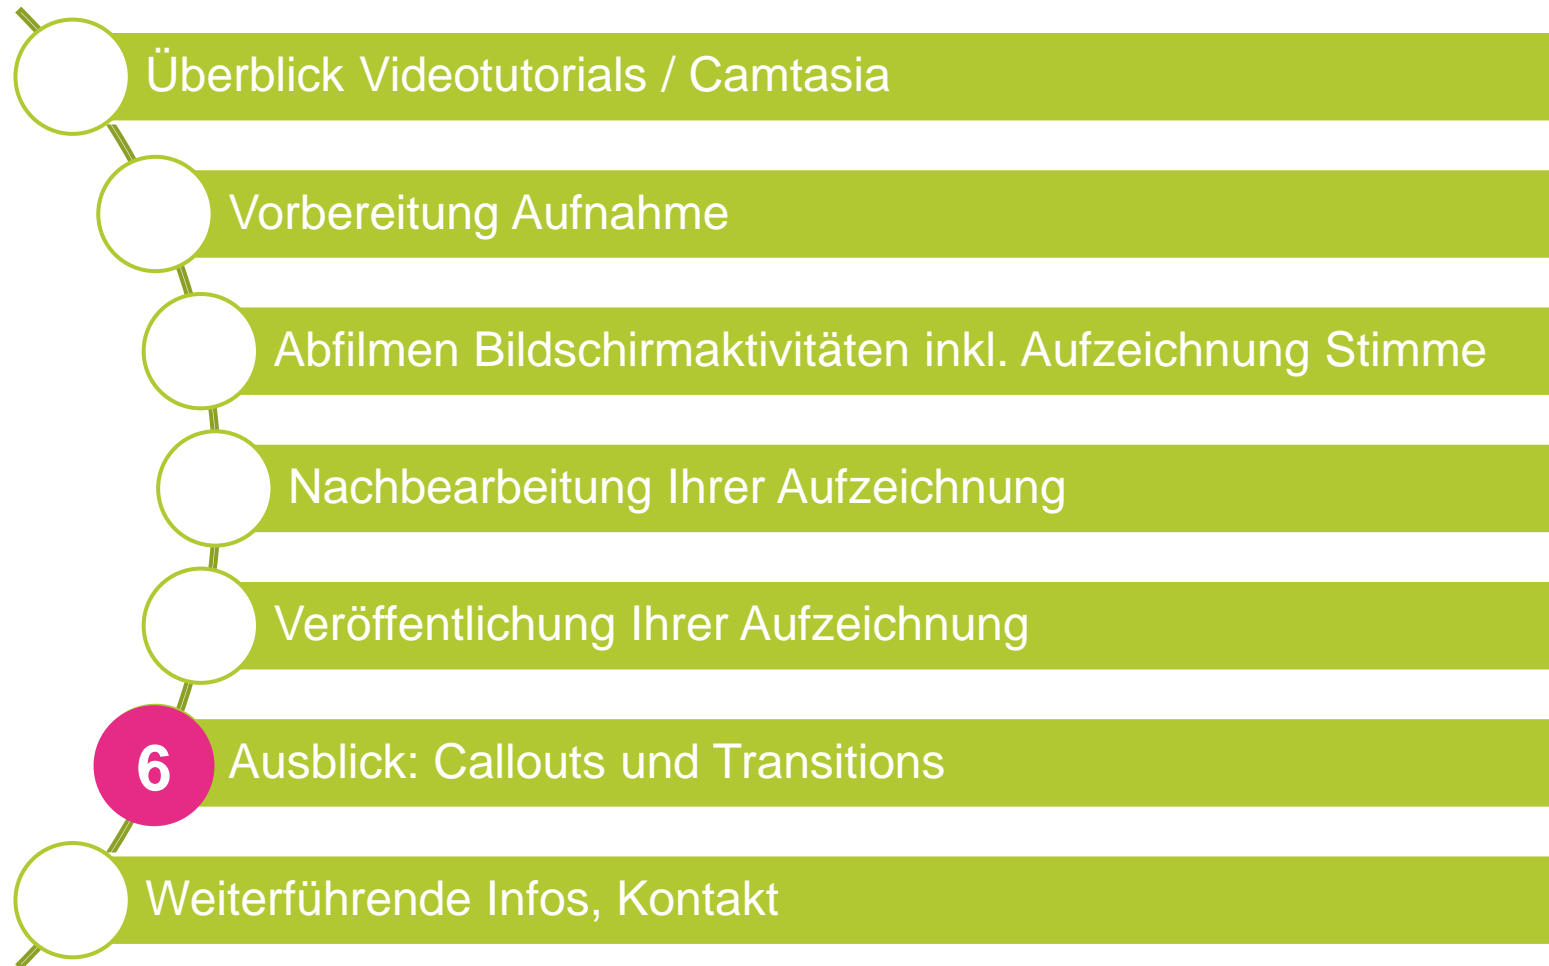 Überblick Videotutorials / Camtasia
Vorbereitung Aufnahme
Abfilmen Bildschirmaktivitäten inkl. Aufzeichnung Stimme
Nachbearbeitung Ihrer Aufzeichnung
Veröffentlichung Ihrer Aufzeichnung
6 Ausblick: Callouts und Transitions
Weiterführende Infos, Kontakt